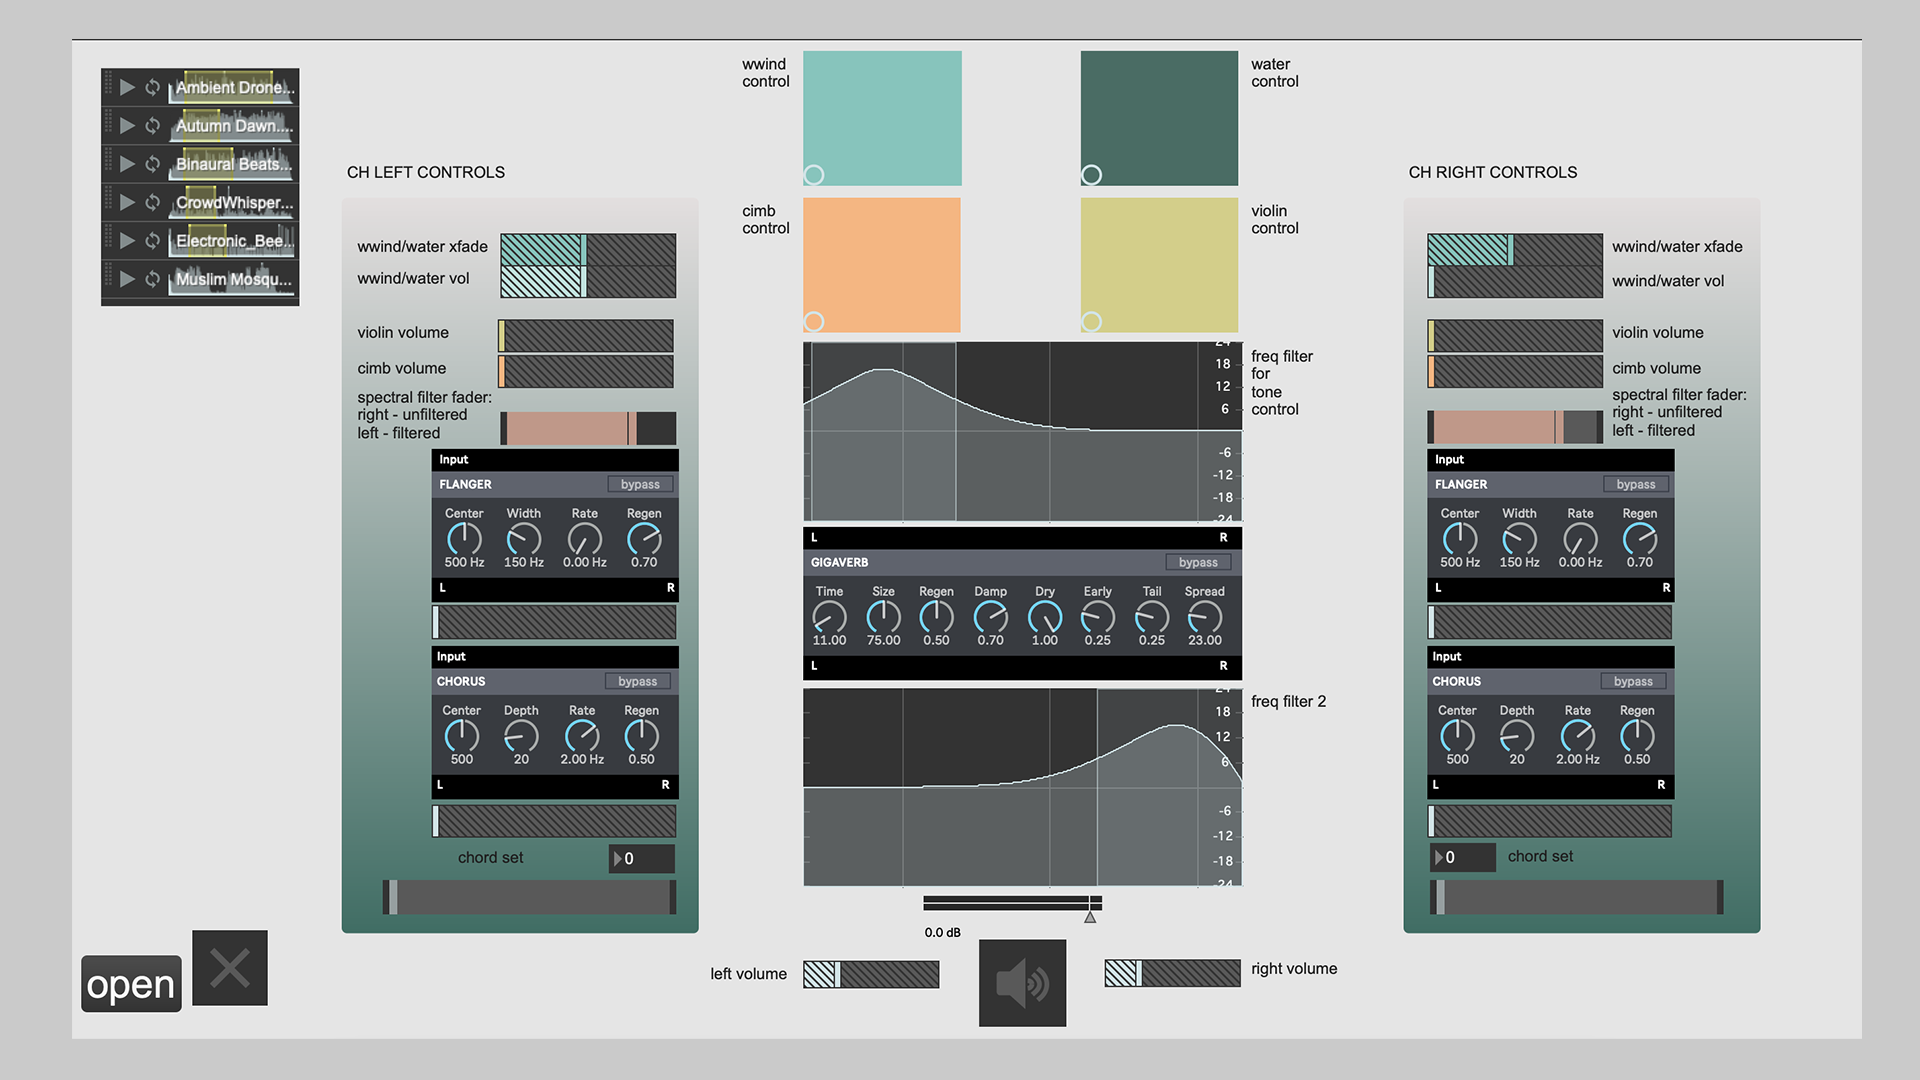 Ambient Drone...
Autumn Dawn....
Binaural Beats...
CrowdWhisper...
Electronic_Bee...
Muslim Mosqu...
CH LEFT CONTROLS
wwind/water xfade
wwind/water vol
violin volume
cimb volume
spectral filter fader:
right - unfiltered
left - filtered
Input
FLANGER bypass
Center Width Rate Regen
500 Hz 150 Hz 0.00 Hz 0.70
L R
Input
CHORUS bypass
Center Depth Rate Regen
500 20 2.00 Hz 0.50
L R
chord set 0
open
wwind
control
water
control
cimb
control
violin
control
24
18
12
6
-6
-12
-18
-24
freq filter
for
tone
control
L R
GIGAVERB bypass
Time Size Regen Damp Dry Early Tail Spread
11.00 75.00 0.50 0.70 1.00 0.25 0.25 23.00
L R
24
18
12
6
-6
-12
-18
-24
freq filter 2
0.0 dB
left volume
right volume
CH RIGHT CONTROLS
wwind/water xfade
wwind/water vol
violin volume
cimb volume
spectral filter fader:
right - unfiltered
left - filtered
Input
FLANGER bypass
Center Width Rate Regen
500 Hz 150 Hz 0.00 Hz 0.70
L R
Input
CHORUS bypass
Center Depth Rate Regen
500 20 2.00 Hz 0.50
L R
0 chord set